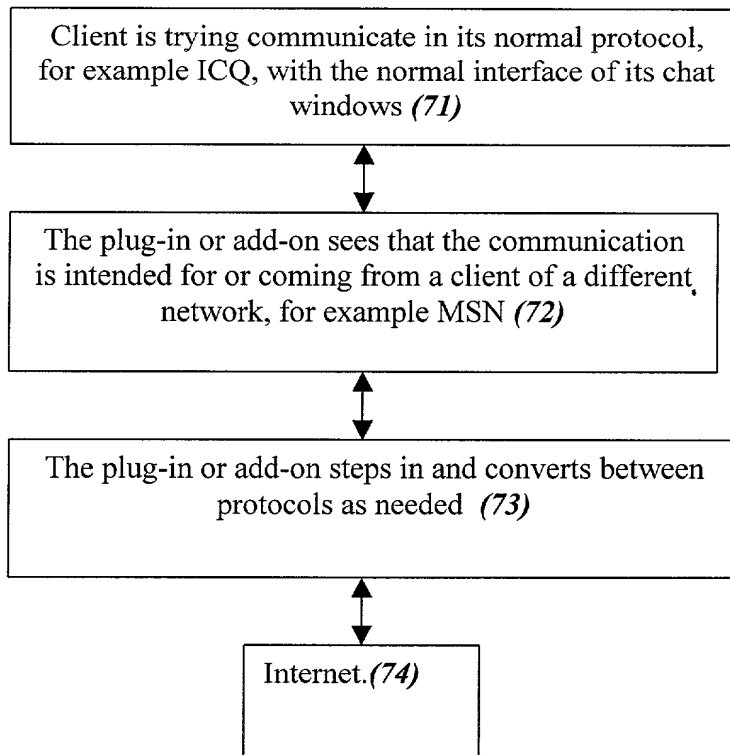 Client is trying communicate in its normal protocol,
for example ICQ, with the normal interface of its chat
windows (71)
The plug-in or add-on sees that the communication
is intended for or coming from a client of a different
network, for example MSN (72)
The plug-in or add-on steps in and converts between
protocols as needed (73)
Internet.(74)